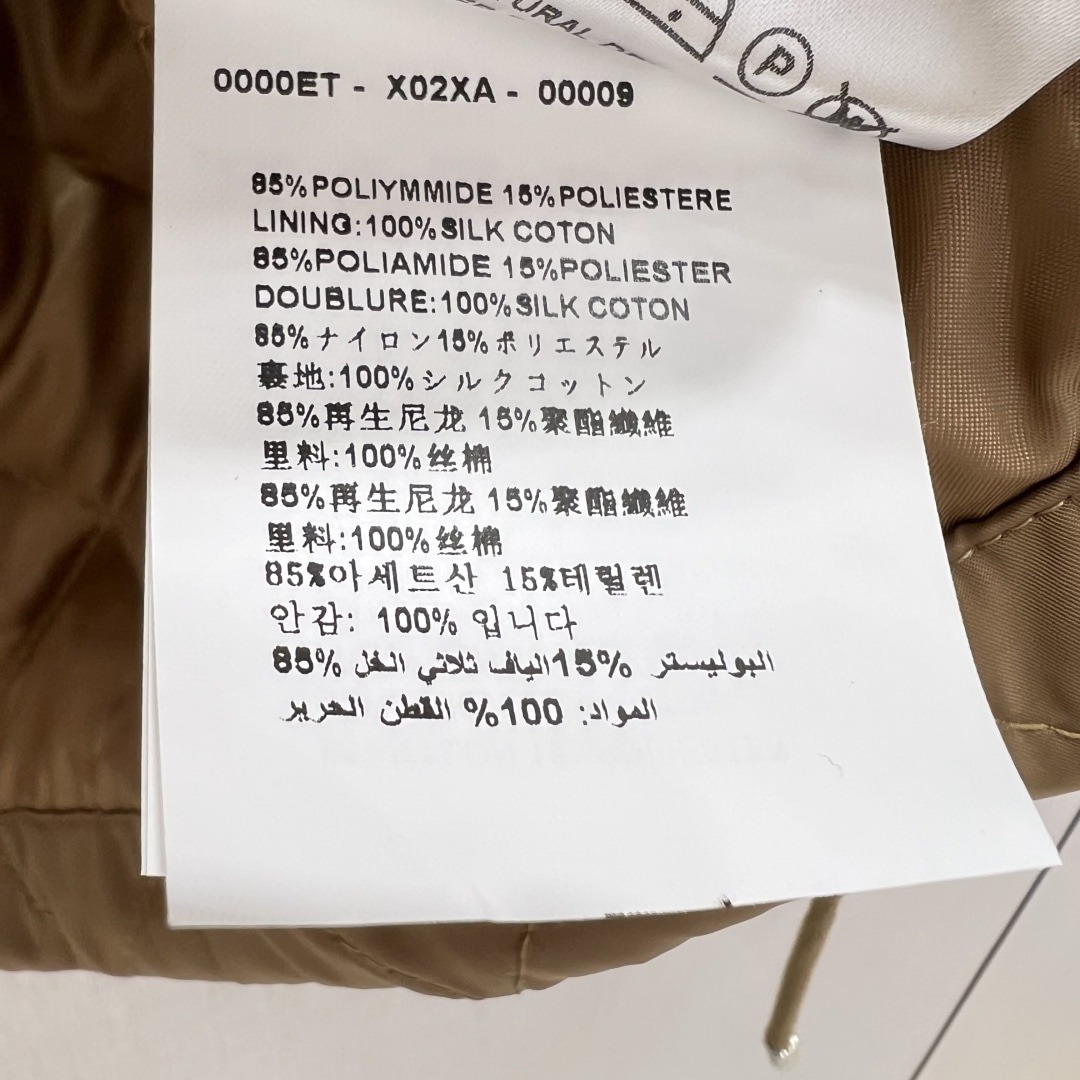 URAL
P
0000ET - X02XA - 00009
85%POLIYMMIDE 15%POLIESTERE
LINING:100%SILK COTON
85%POLIAMIDE 15%POLIESTER
DOUBLURE:100%SILK COTON
85%ナイロン15%ポリエステル
裏地:100%シルクコットン
85%再生尼龙 15%聚酯纖維
里料:100%丝棉
85%再生尼龙 15%聚酯纖維
里料:100%丝棉
85%아세트산 15%테릴렌
안감: 100% 입니다
البوليستر 15%الياف ثلاثي الخل 85%
المواد: 100% القطن الحرير